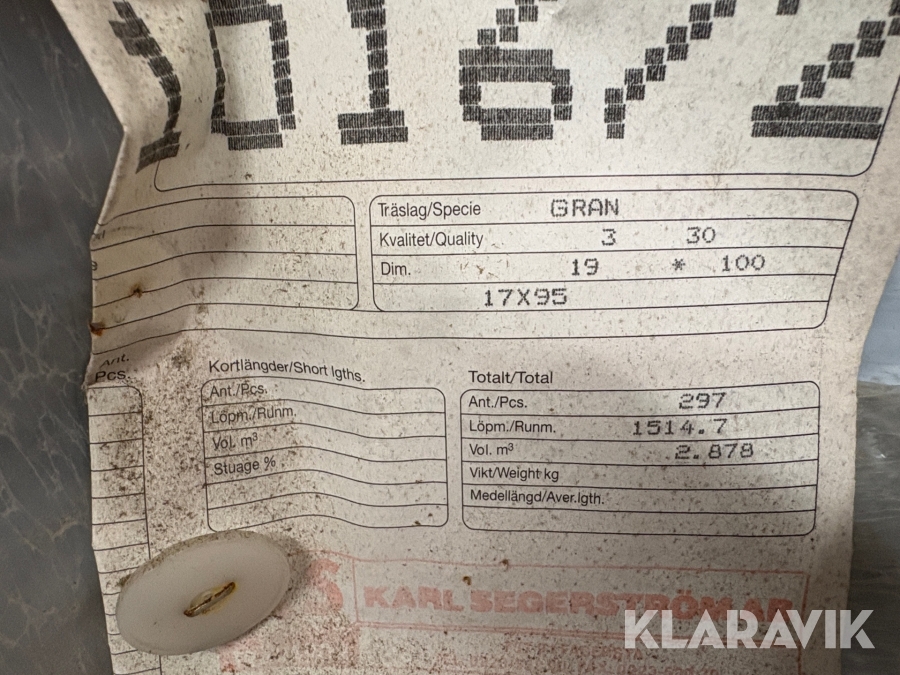 Träslag/Specie GRAN
Kvalitet/Quality 3 30
Dim. 19 * 100
17X95
Ant.
Pcs.
Kortlängder/Short lgths.
Ant./Pcs.
Löpm./Runm.
Vol. m³
Stuage %
Totalt/Total
Ant./Pcs. 297
Löpm./Runm. 1514.7
Vol. m³ 2.878
Vikt/Weight kg
Medellängd/Aver.lgth.
KARL SEGERSTRÖM AB
KLARAVIK